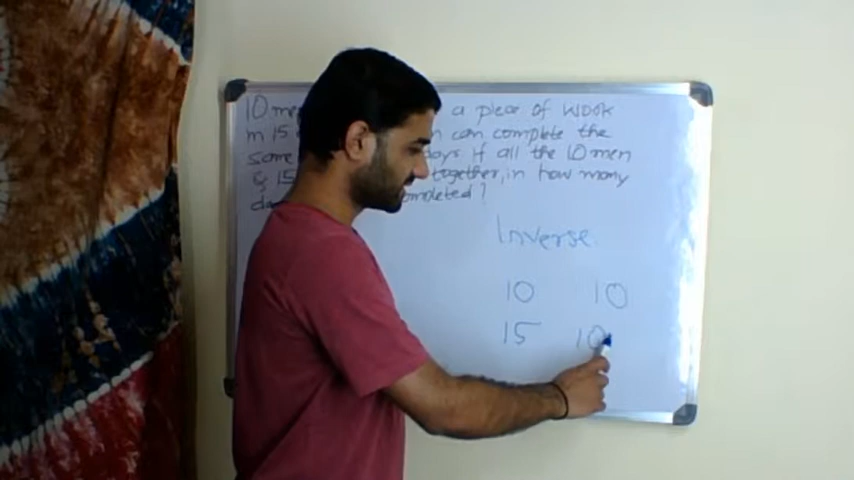 10 men a piece of work
in 15 can complete the
same days if all the 10 men
& 15 together, in how many
completed?
Inverse
10 10
15 10